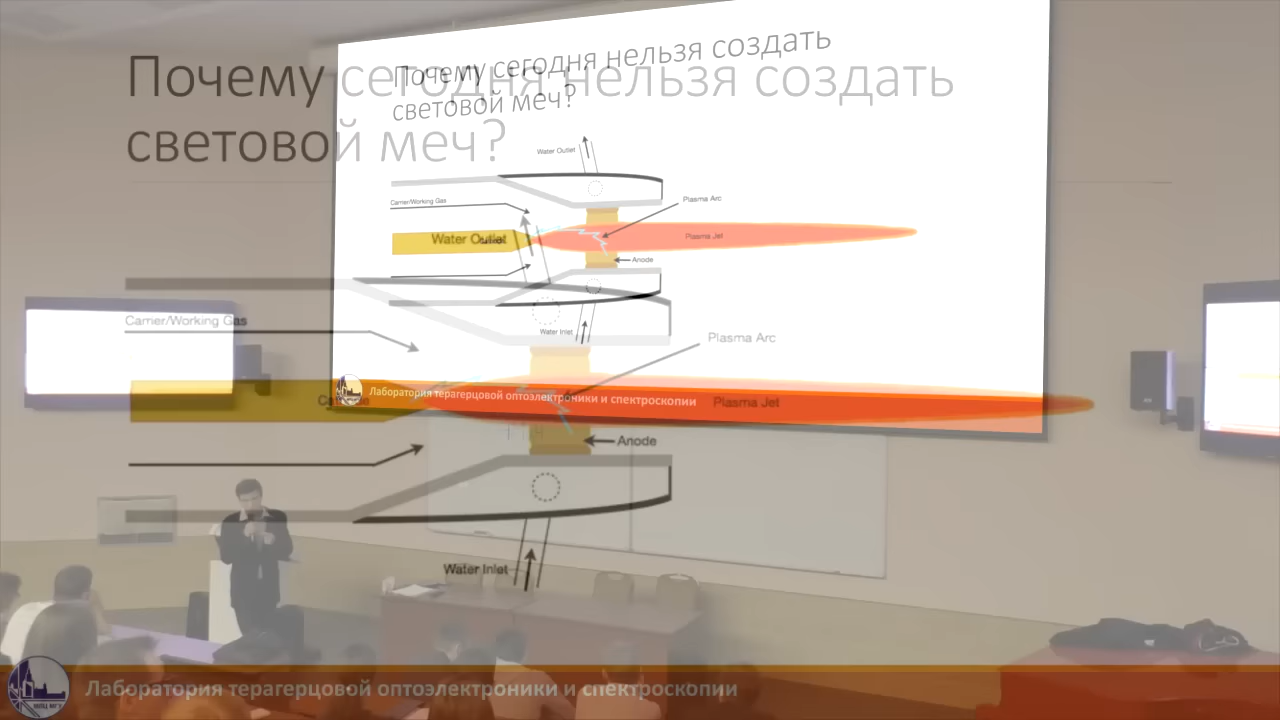 Почему сегодня нельзя создать
световой меч?
Почему сегодня нельзя создать
световой меч?
Water Outlet
Carrier/Working Gas
Plasma Arc
Plasma Jet
Anode
Water Inlet
Лаборатория терагерцовой оптоэлектроники и спектроскопии
Water Outlet
Carrier/Working Gas
Plasma Arc
Plasma Jet
Anode
Water Inlet
Лаборатория терагерцовой оптоэлектроники и спектроскопии